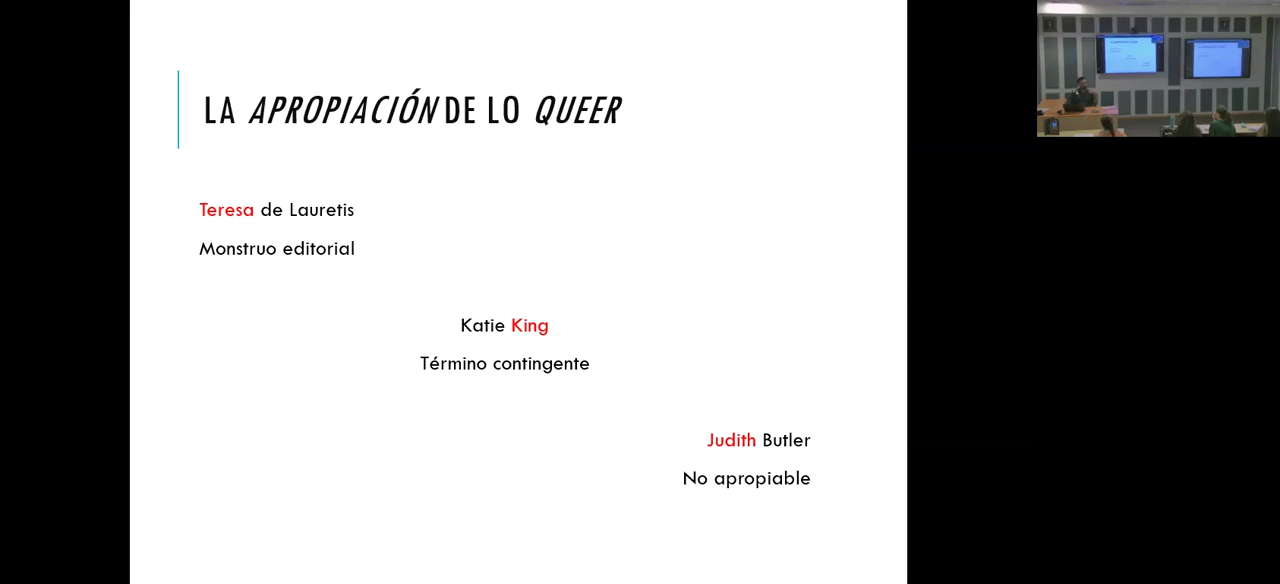 LA APROPIACIÓN DE LO QUEER
Teresa de Lauretis
Monstruo editorial
Katie King
Término contingente
Judith Butler
No apropiable